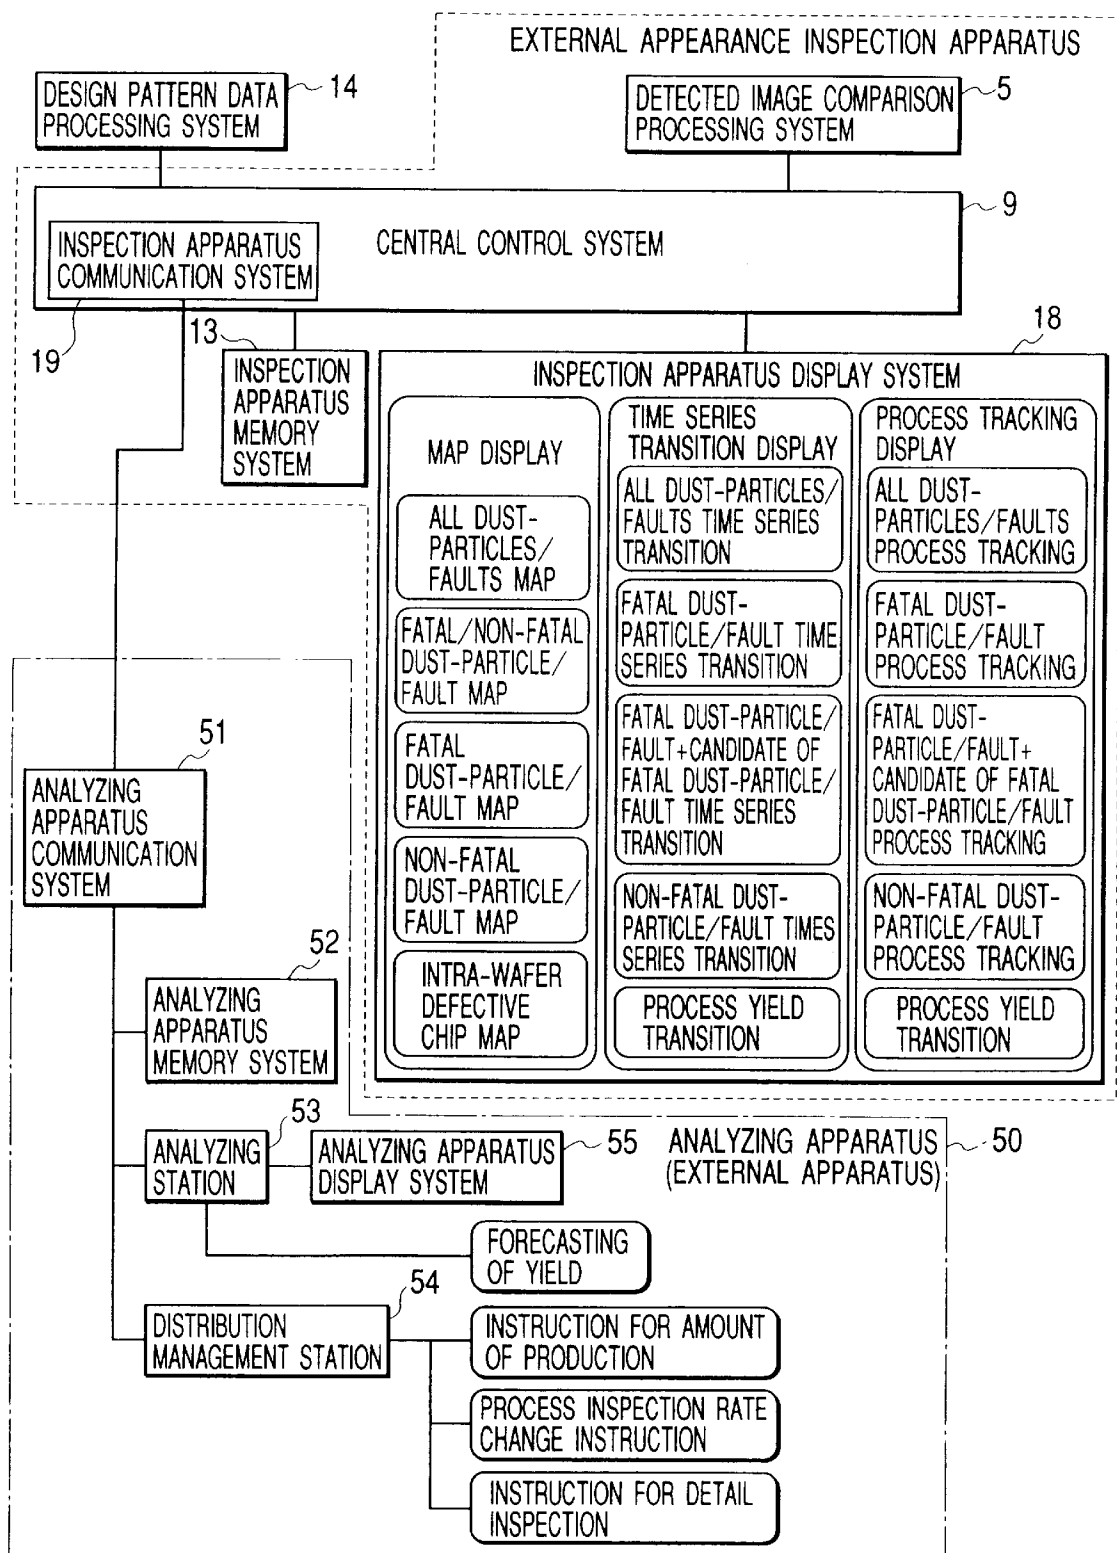 EXTERNAL APPEARANCE INSPECTION APPARATUS
DESIGN PATTERN DATA
PROCESSING SYSTEM
14
DETECTED IMAGE COMPARISON
PROCESSING SYSTEM
5
9
CENTRAL CONTROL SYSTEM
INSPECTION APPARATUS
COMMUNICATION SYSTEM
19
13
INSPECTION
APPARATUS
MEMORY
SYSTEM
18
INSPECTION APPARATUS DISPLAY SYSTEM
MAP DISPLAY
ALL DUST-
PARTICLES/
FAULTS MAP
FATAL/NON-FATAL
DUST-PARTICLE/
FAULT MAP
FATAL
DUST-PARTICLE/
FAULT MAP
NON-FATAL
DUST-PARTICLE/
FAULT MAP
INTRA-WAFER
DEFECTIVE
CHIP MAP
TIME SERIES
TRANSITION DISPLAY
ALL DUST-PARTICLES/
FAULTS TIME SERIES
TRANSITION
FATAL DUST-
PARTICLE/FAULT TIME
SERIES TRANSITION
FATAL DUST-PARTICLE/
FAULT+CANDIDATE OF
FATAL DUST-PARTICLE/
FAULT TIME SERIES
TRANSITION
NON-FATAL DUST-
PARTICLE/FAULT TIMES
SERIES TRANSITION
PROCESS YIELD
TRANSITION
PROCESS TRACKING
DISPLAY
ALL DUST-
PARTICLES/FAULTS
PROCESS TRACKING
FATAL DUST-
PARTICLE/FAULT
PROCESS TRACKING
FATAL DUST-
PARTICLE/FAULT+
CANDIDATE OF FATAL
DUST-PARTICLE/FAULT
PROCESS TRACKING
NON-FATAL DUST-
PARTICLE/FAULT
PROCESS TRACKING
PROCESS YIELD
TRANSITION
51
ANALYZING
APPARATUS
COMMUNICATION
SYSTEM
52
ANALYZING
APPARATUS
MEMORY SYSTEM
53
ANALYZING
STATION
ANALYZING APPARATUS
DISPLAY SYSTEM
55
ANALYZING APPARATUS
(EXTERNAL APPARATUS)
50
FORECASTING
OF YIELD
54
DISTRIBUTION
MANAGEMENT STATION
INSTRUCTION FOR AMOUNT
OF PRODUCTION
PROCESS INSPECTION RATE
CHANGE INSTRUCTION
INSTRUCTION FOR DETAIL
INSPECTION